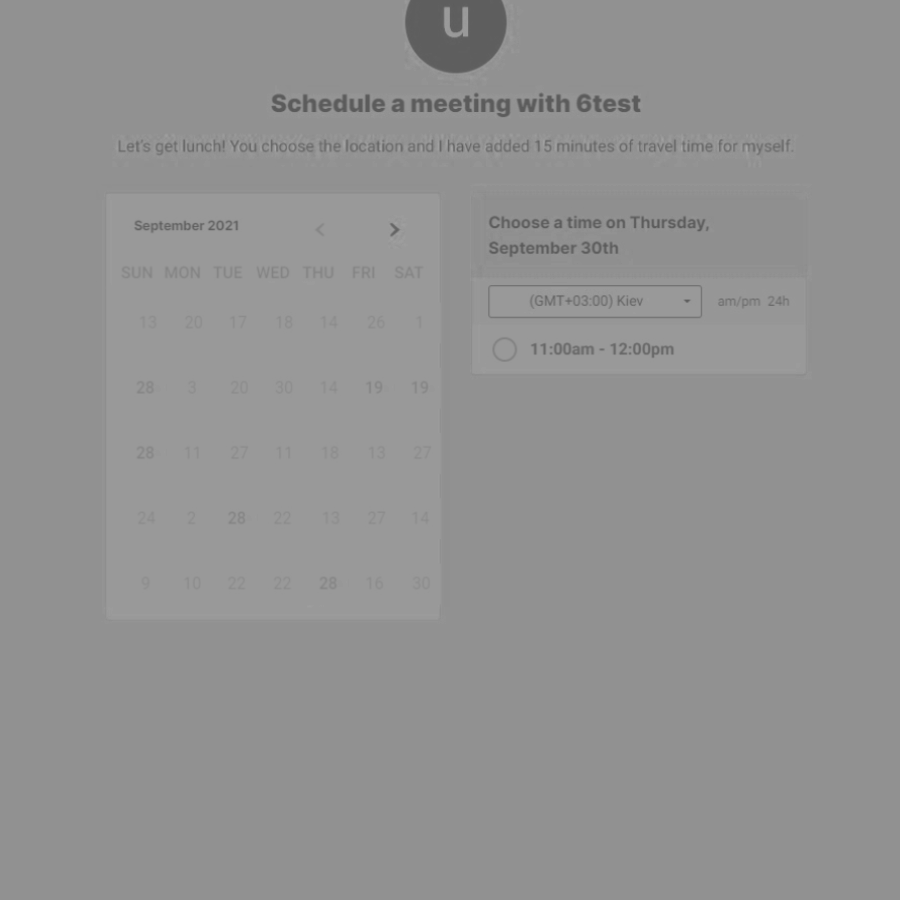 u
Schedule a meeting with 6test
Let's get lunch! You choose the location and I have added 15 minutes of travel time for myself.
September 2021
SUN MON TUE WED THU FRI SAT
13 20 17 18 14 26 1
28 3 20 30 14 19 19
28 11 27 11 18 13 27
24 2 28 22 13 27 14
9 10 22 22 28 16 30
Choose a time on Thursday,
September 30th
(GMT+03:00) Kiev am/pm 24h
11:00am - 12:00pm